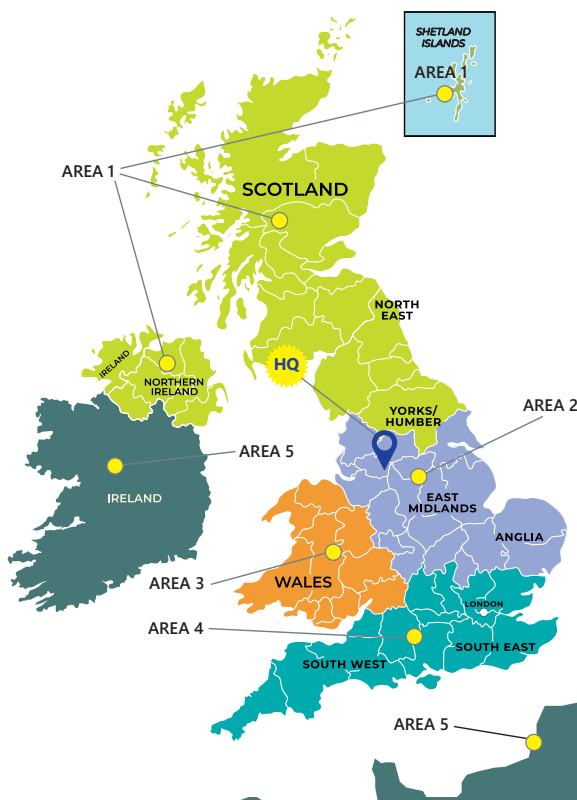 SHETLAND
ISLANDS
AREA 1
AREA 1
SCOTLAND
NORTH
EAST
IRELAND
NORTHERN
IRELAND
HQ
YORKS/
HUMBER
AREA 2
AREA 5
IRELAND
EAST
MIDLANDS
ANGLIA
AREA 3
WALES
LONDON
AREA 4
SOUTH EAST
SOUTH WEST
AREA 5